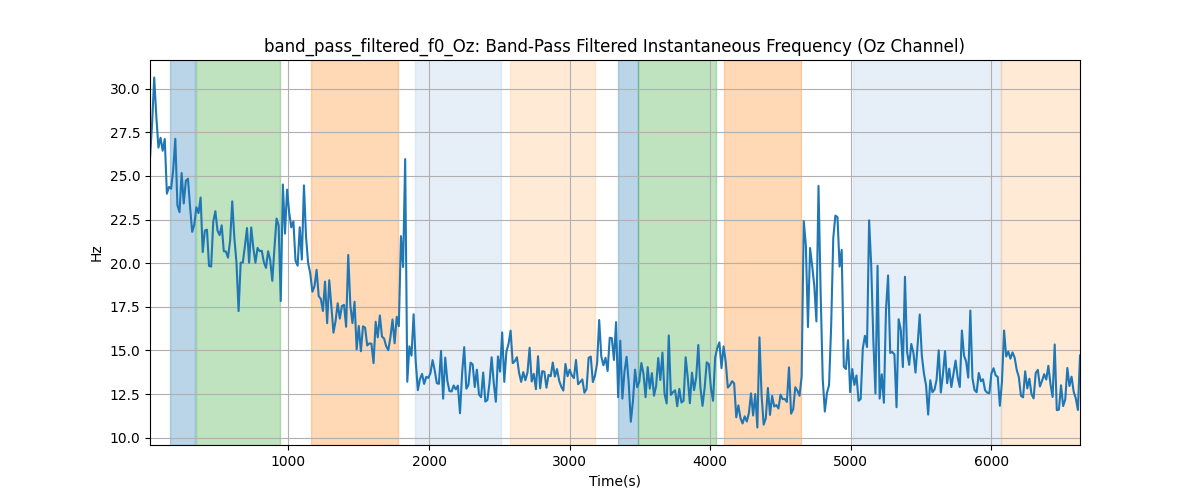 band_pass_filtered_f0_Oz: Band-Pass Filtered Instantaneous Frequency (Oz Channel)
30.0
27.5
25.0
22.5
20.0
17.5
15.0
12.5
10.0
Hz
1000 2000 3000 4000 5000 6000
Time(s)